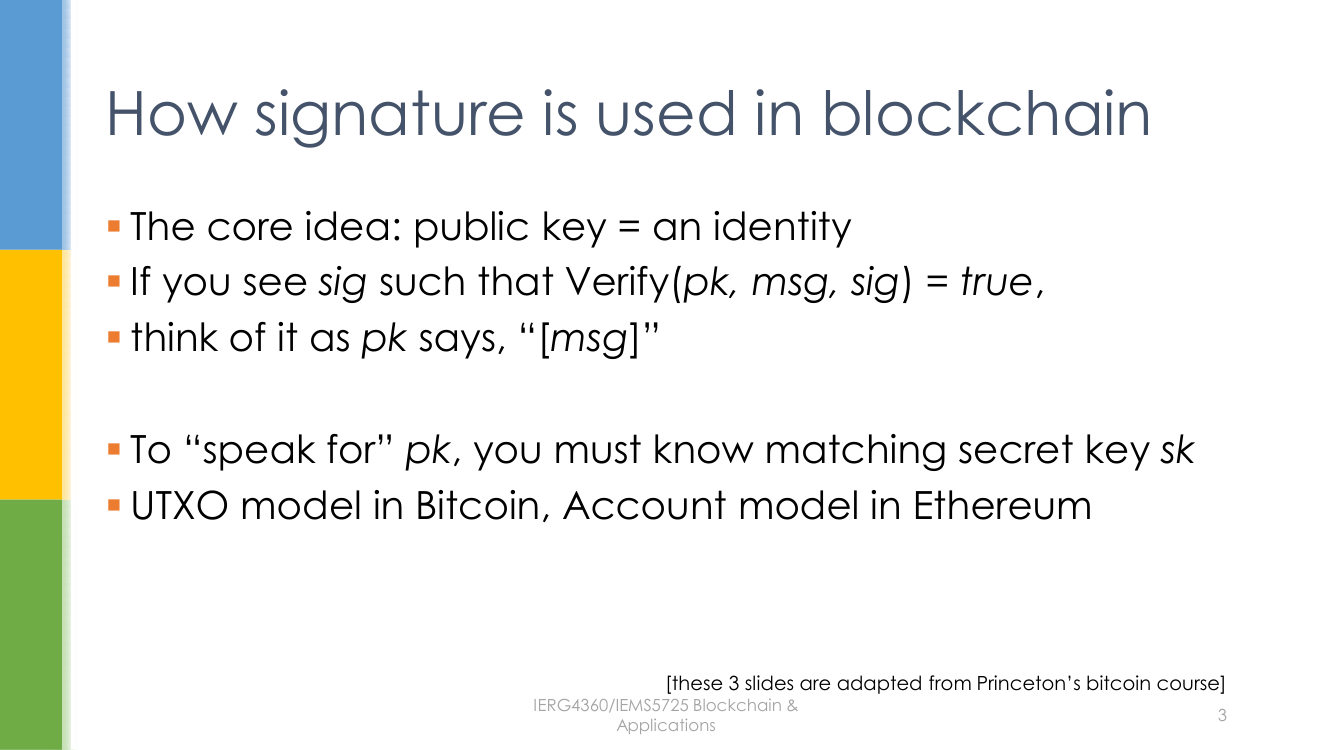 How signature is used in blockchain
▪ The core idea: public key = an identity
▪ If you see sig such that Verify(pk, msg, sig) = true,
▪ think of it as pk says, “[msg]”
▪ To “speak for” pk, you must know matching secret key sk
▪ UTXO model in Bitcoin, Account model in Ethereum
[these 3 slides are adapted from Princeton’s bitcoin course]
IERG4360/IEMS5725 Blockchain &
Applications
3